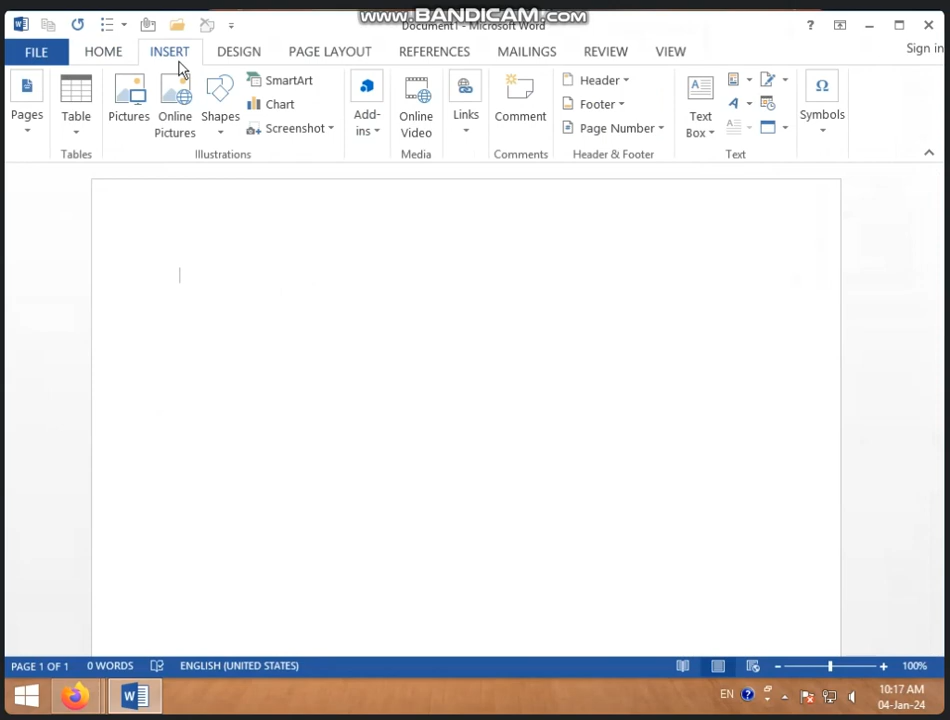 www.BANDICAM.com
Document1 - Microsoft Word
FILE HOME INSERT DESIGN PAGE LAYOUT REFERENCES MAILINGS REVIEW VIEW Sign in
Pages
Table
Pictures
Online Pictures
Shapes
SmartArt
Chart
Screenshot
Add-ins
Online Video
Links
Comment
Header
Footer
Page Number
Text Box
Symbols
Tables Illustrations Media Comments Header & Footer Text
PAGE 1 OF 1 0 WORDS ENGLISH (UNITED STATES) 100%
EN 10:17 AM
04-Jan-24